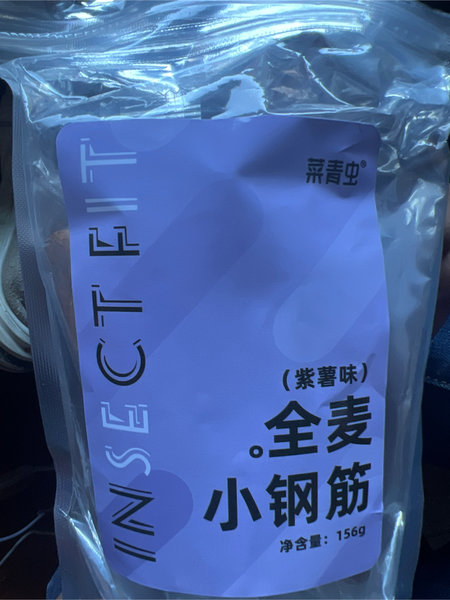 菜青虫®
INSECT FIT
（紫薯味）
全麦
小钢筋
净含量：156g